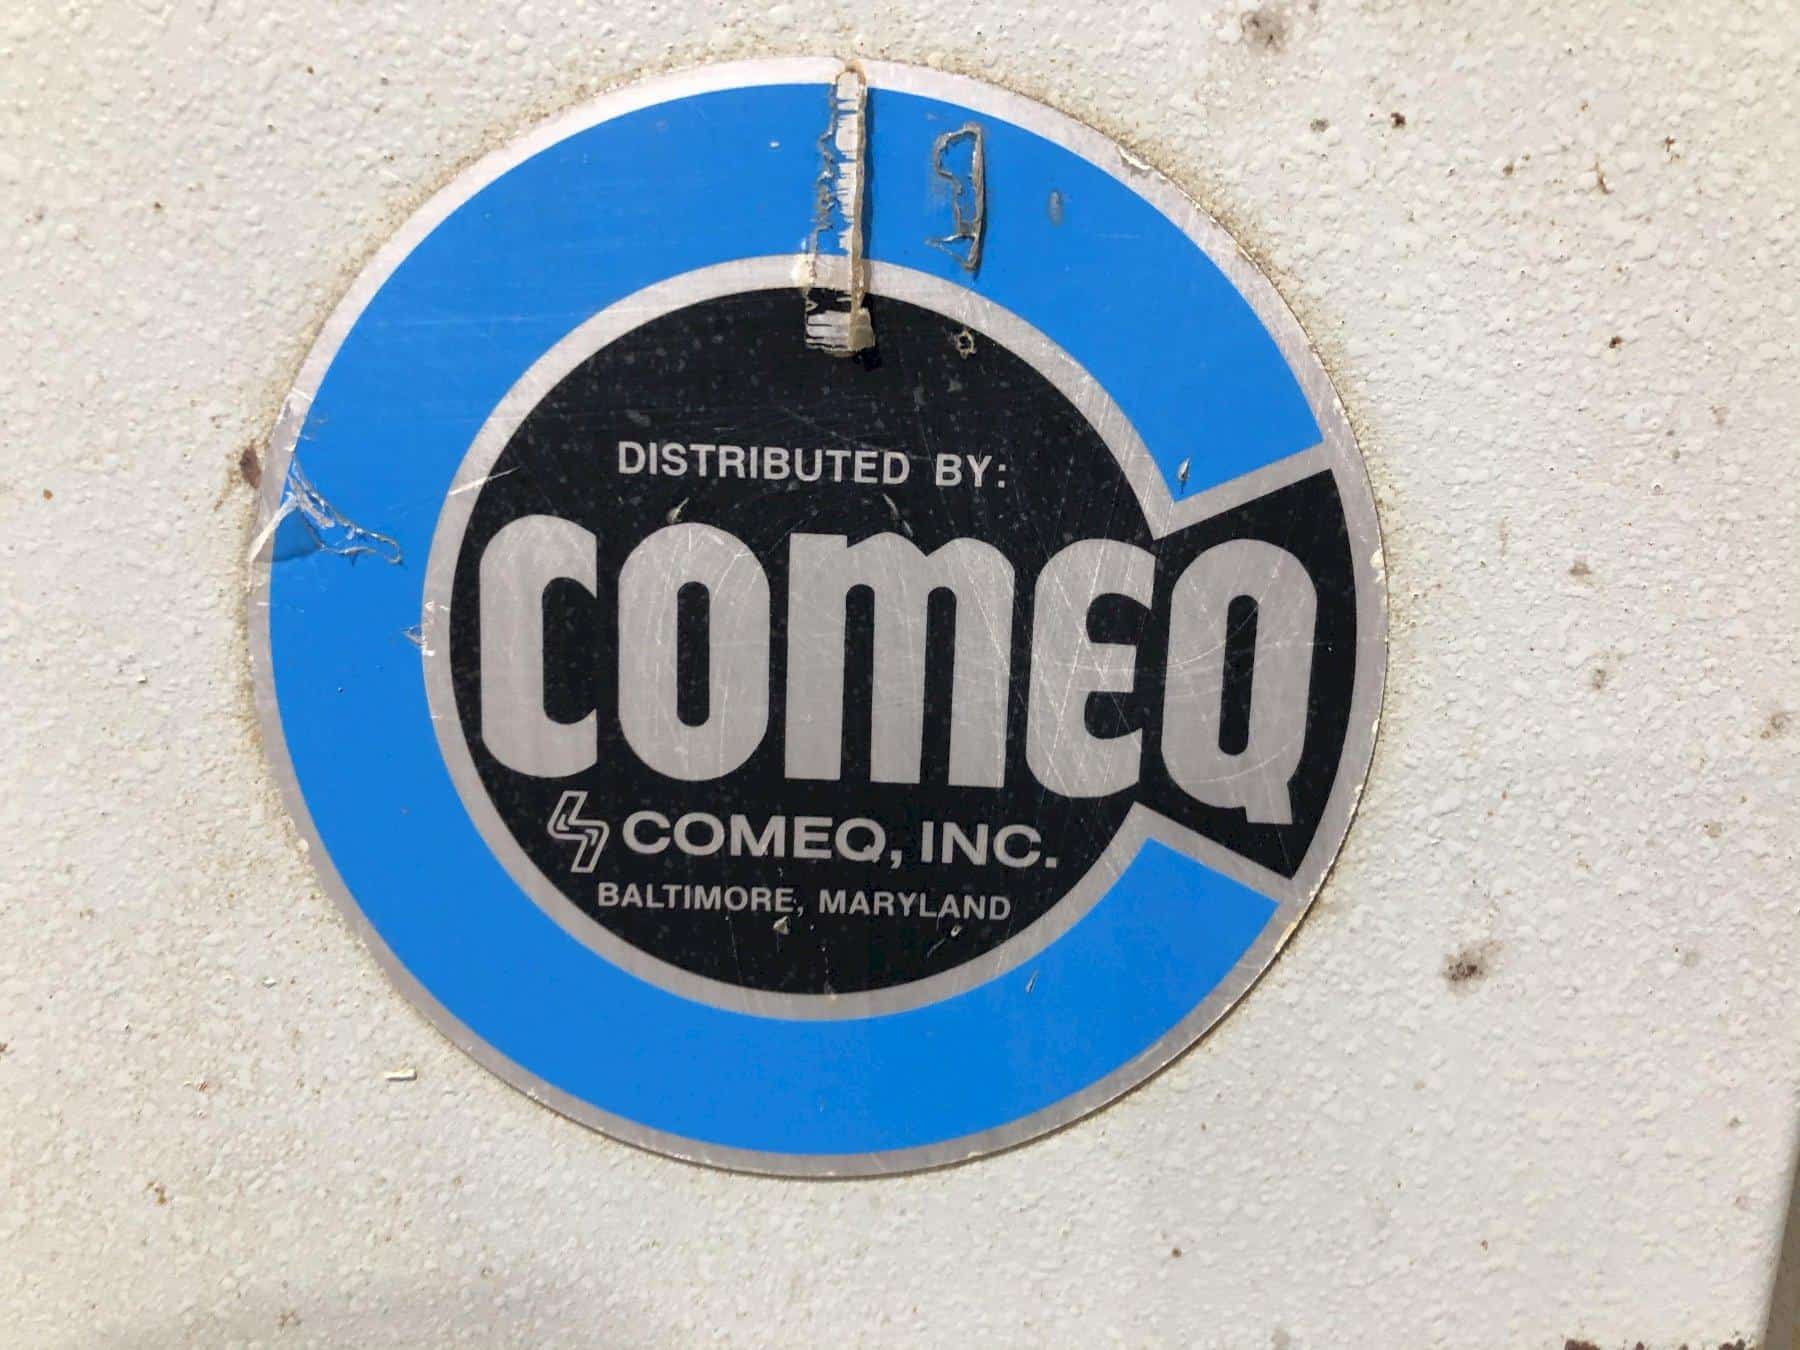 DISTRIBUTED BY:
COMEQ
COMEQ, INC.
BALTIMORE, MARYLAND